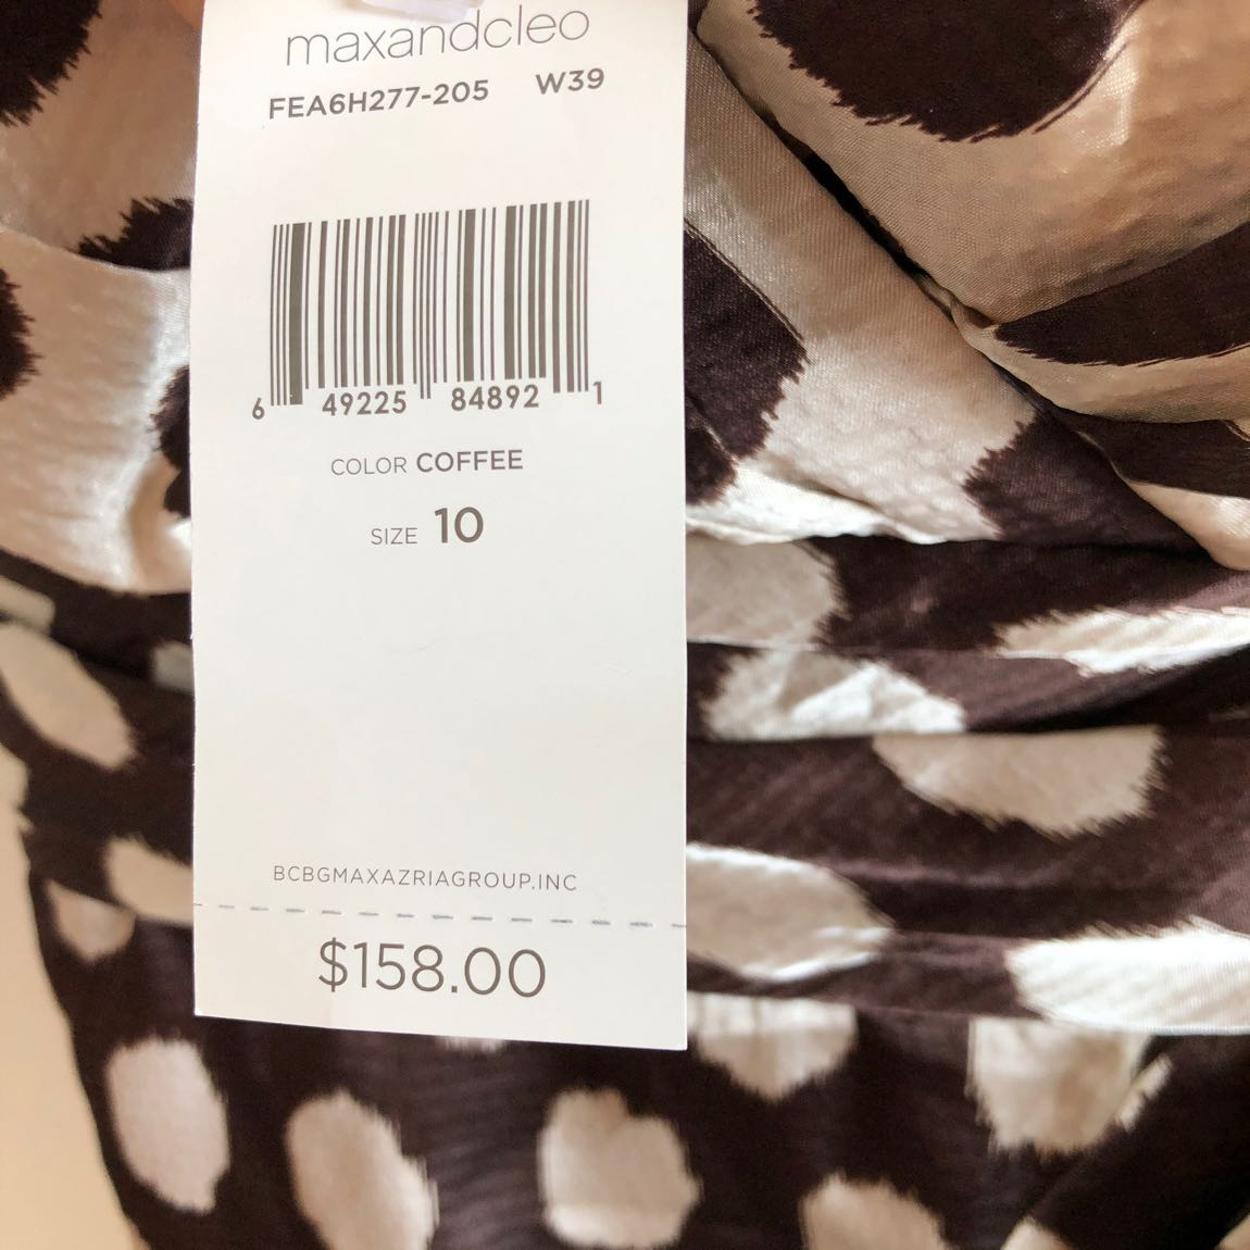 maxandcleo
FEA6H277-205 W39
6 49225 84892 1
COLOR COFFEE
SIZE 10
BCBGMAXAZRIAGROUP.INC
$158.00